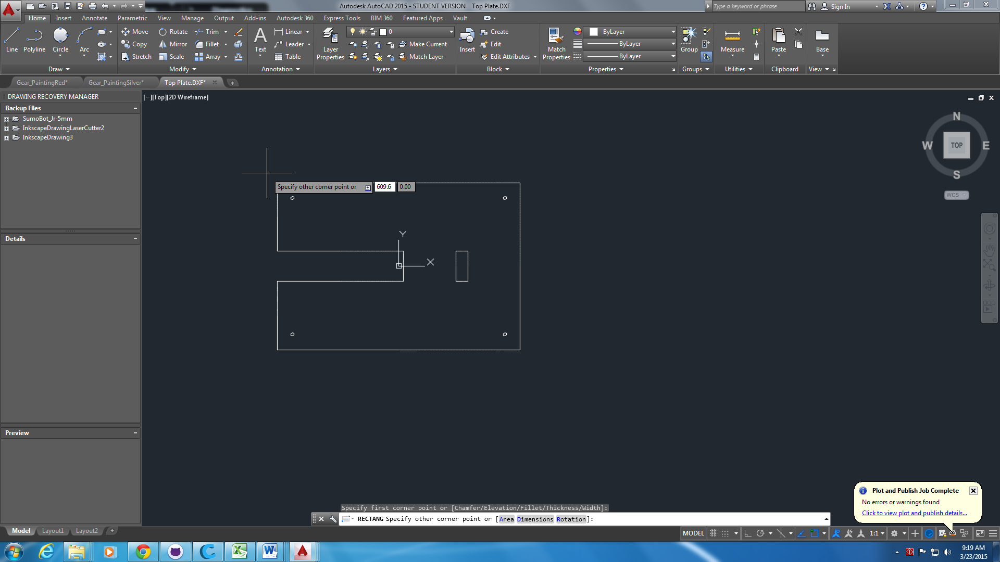 Autodesk AutoCAD 2015 - STUDENT VERSION Top Plate.DXF
Type a keyword or phrase
Sign In
Home Insert Annotate Parametric View Manage Output Add-ins Autodesk 360 Express Tools BIM 360 Featured Apps Vault
Line Polyline Circle Arc
Move Rotate Trim
Copy Mirror Fillet
Stretch Scale Array
Text
Linear
Leader
Table
Layer Properties
0
Make Current
Match Layer
Insert
Create
Edit
Edit Attributes
Match Properties
ByLayer
ByLayer
ByLayer
Group
Measure
Paste
Base
Draw Modify Annotation Layers Block Properties Groups Utilities Clipboard View
Gear_PaintingRed* Gear_PaintingSilver* Top Plate.DXF*
DRAWING RECOVERY MANAGER
Backup Files
SumoBot_Jr-5mm
InkscapeDrawingLaserCutter2
InkscapeDrawing3
Details
Preview
[−][Top][2D Wireframe]
N
W TOP E
S
WCS
Specify other corner point or 609.6 0.00
Y
X
Specify first corner point or [Chamfer/Elevation/Fillet/Thickness/Width]:
RECTANG Specify other corner point or [Area Dimensions Rotation]:
Plot and Publish Job Complete
No errors or warnings found
Click to view plot and publish details...
Model Layout1 Layout2
MODEL 1:1
9:19 AM
3/23/2015